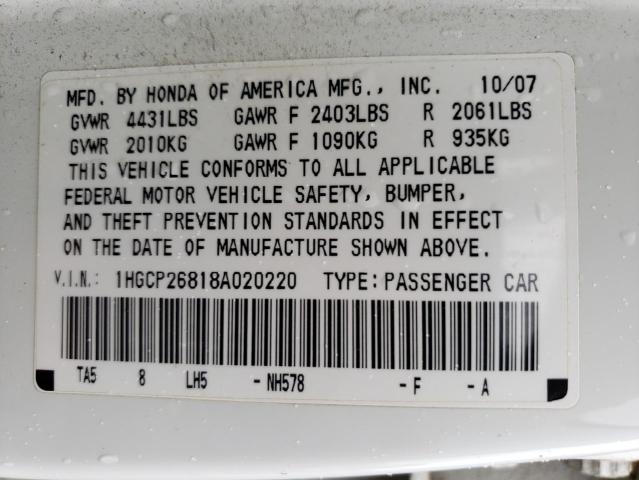 MFD. BY HONDA OF AMERICA MFG., INC. 10/07
GVWR 4431LBS GAWR F 2403LBS R 2061LBS
GVWR 2010KG GAWR F 1090KG R 935KG
THIS VEHICLE CONFORMS TO ALL APPLICABLE
FEDERAL MOTOR VEHICLE SAFETY, BUMPER,
AND THEFT PREVENTION STANDARDS IN EFFECT
ON THE DATE OF MANUFACTURE SHOWN ABOVE.
V.I.N.: 1HGCP26818A020220 TYPE:PASSENGER CAR
TA5 8 LH5 -NH578 -F -A